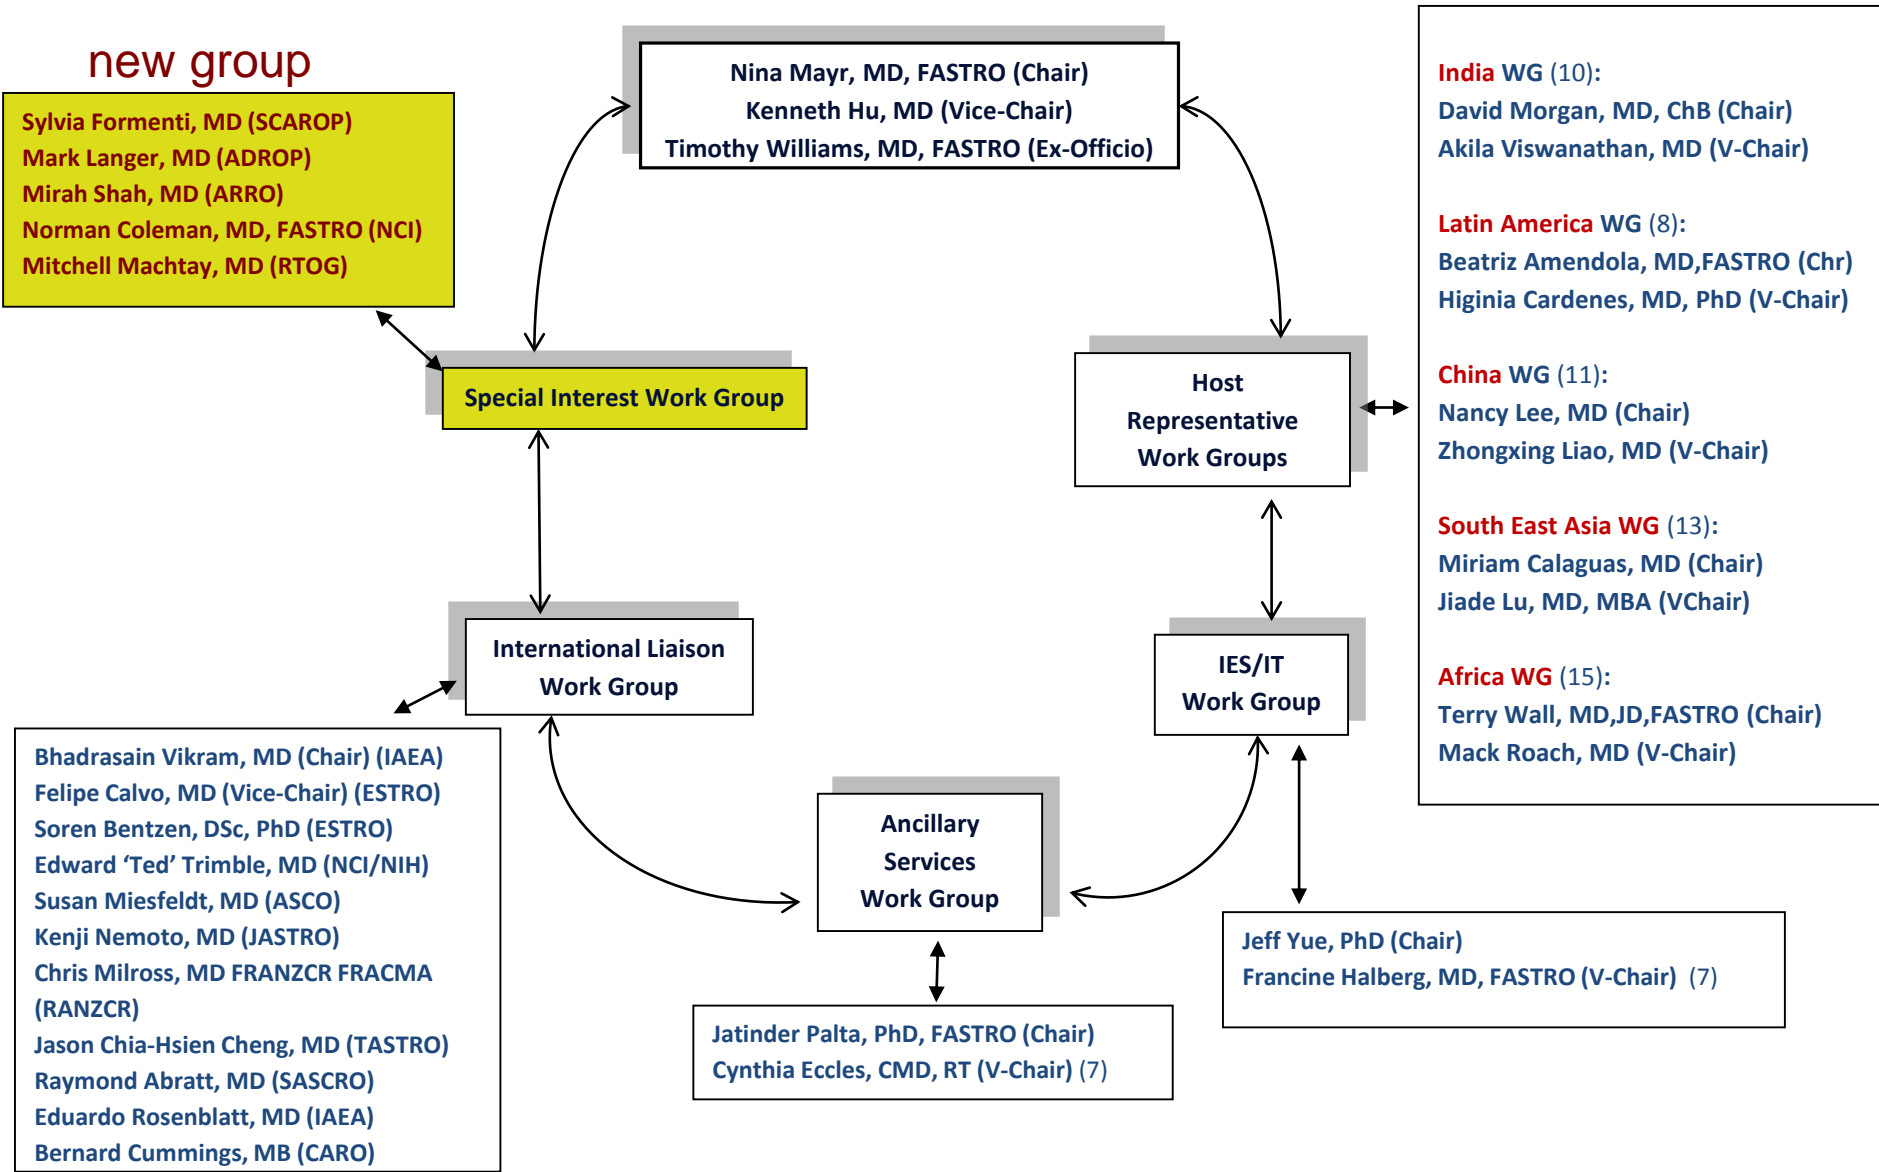 new group
Sylvia Formenti, MD (SCAROP)
Mark Langer, MD (ADROP)
Mirah Shah, MD (ARRO)
Norman Coleman, MD, FASTRO (NCI)
Mitchell Machtay, MD (RTOG)
Nina Mayr, MD, FASTRO (Chair)
Kenneth Hu, MD (Vice-Chair)
Timothy Williams, MD, FASTRO (Ex-Officio)
India WG (10):
David Morgan, MD, ChB (Chair)
Akila Viswanathan, MD (V-Chair)
Latin America WG (8):
Beatriz Amendola, MD,FASTRO (Chr)
Higinia Cardenes, MD, PhD (V-Chair)
China WG (11):
Nancy Lee, MD (Chair)
Zhongxing Liao, MD (V-Chair)
South East Asia WG (13):
Miriam Calaguas, MD (Chair)
Jiade Lu, MD, MBA (VChair)
Africa WG (15):
Terry Wall, MD,JD,FASTRO (Chair)
Mack Roach, MD (V-Chair)
Special Interest Work Group
Host
Representative
Work Groups
International Liaison
Work Group
IES/IT
Work Group
Ancillary
Services
Work Group
Bhadrasain Vikram, MD (Chair) (IAEA)
Felipe Calvo, MD (Vice-Chair) (ESTRO)
Soren Bentzen, DSc, PhD (ESTRO)
Edward ‘Ted’ Trimble, MD (NCI/NIH)
Susan Miesfeldt, MD (ASCO)
Kenji Nemoto, MD (JASTRO)
Chris Milross, MD FRANZCR FRACMA
(RANZCR)
Jason Chia-Hsien Cheng, MD (TASTRO)
Raymond Abratt, MD (SASCRO)
Eduardo Rosenblatt, MD (IAEA)
Bernard Cummings, MB (CARO)
Jatinder Palta, PhD, FASTRO (Chair)
Cynthia Eccles, CMD, RT (V-Chair) (7)
Jeff Yue, PhD (Chair)
Francine Halberg, MD, FASTRO (V-Chair) (7)